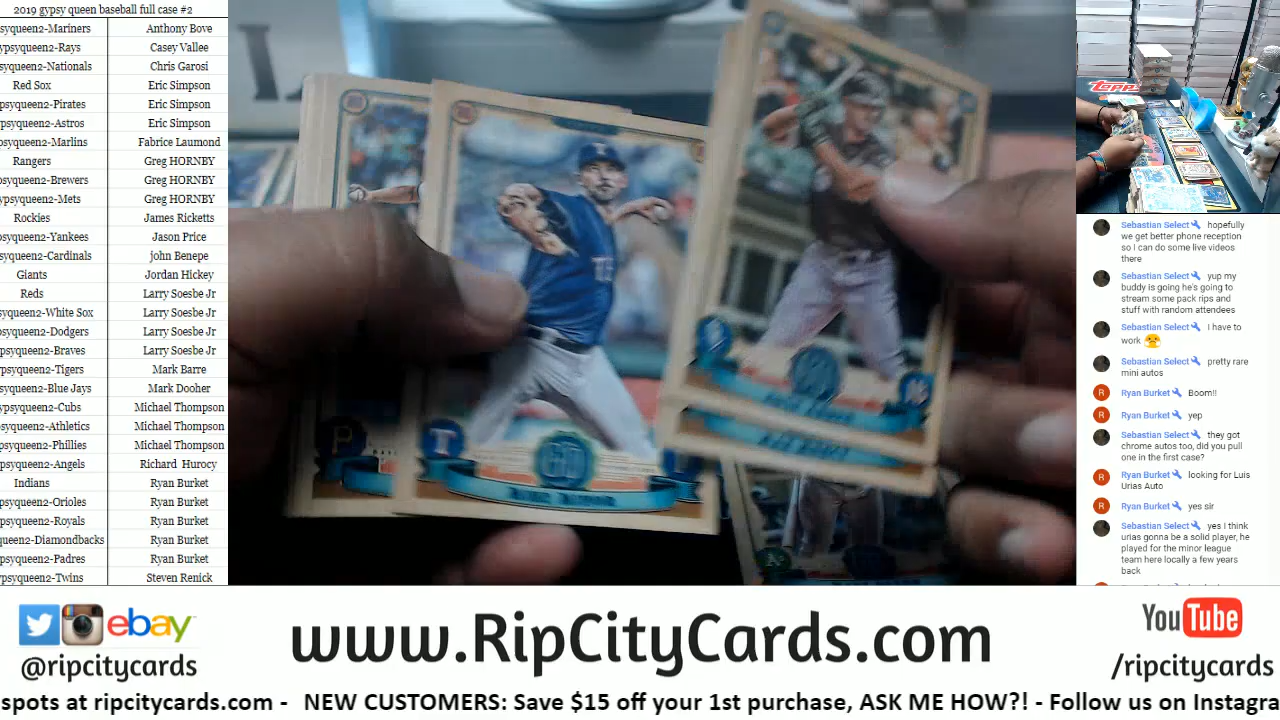 2019 gypsy queen baseball full case #2
syqueen2-Mariners Anthony Bove
ypsyqueen2-Rays Casey Vallee
syqueen2-Nationals Chris Garosi
Red Sox Eric Simpson
psyqueen2-Pirates Eric Simpson
psyqueen2-Astros Eric Simpson
psyqueen2-Marlins Fabrice Laumond
Rangers Greg HORNBY
psyqueen2-Brewers Greg HORNBY
ypsyqueen2-Mets Greg HORNBY
Rockies James Ricketts
psyqueen2-Yankees Jason Price
syqueen2-Cardinals john Benepe
Giants Jordan Hickey
Reds Larry Soesbe Jr
syqueen2-White Sox Larry Soesbe Jr
psyqueen2-Dodgers Larry Soesbe Jr
psyqueen2-Braves Larry Soesbe Jr
psyqueen2-Tigers Mark Barre
syqueen2-Blue Jays Mark Dooher
ypsyqueen2-Cubs Michael Thompson
psyqueen2-Athletics Michael Thompson
psyqueen2-Phillies Michael Thompson
psyqueen2-Angels Richard Hurocy
Indians Ryan Burket
psyqueen2-Orioles Ryan Burket
psyqueen2-Royals Ryan Burket
queen2-Diamondbacks Ryan Burket
psyqueen2-Padres Ryan Burket
ypsyqueen2-Twins Steven Renick
topps
Sebastian Select hopefully
we get better phone reception
so I can do some live videos
there
Sebastian Select yup my
buddy is going he's going to
stream some pack rips and
stuff with random attendees
Sebastian Select I have to
work
Sebastian Select pretty rare
mini autos
R Ryan Burket Boom!!
R Ryan Burket yep
Sebastian Select they got
chrome autos too, did you pull
one in the first case?
R Ryan Burket looking for Luis
Urias Auto
R Ryan Burket yes sir
Sebastian Select yes I think
urias gonna be a solid player, he
played for the minor league
team here locally a few years
back
ebay
@ripcitycards
www.RipCityCards.com
YouTube
/ripcitycards
spots at ripcitycards.com - NEW CUSTOMERS: Save $15 off your 1st purchase, ASK ME HOW?! - Follow us on Instagra